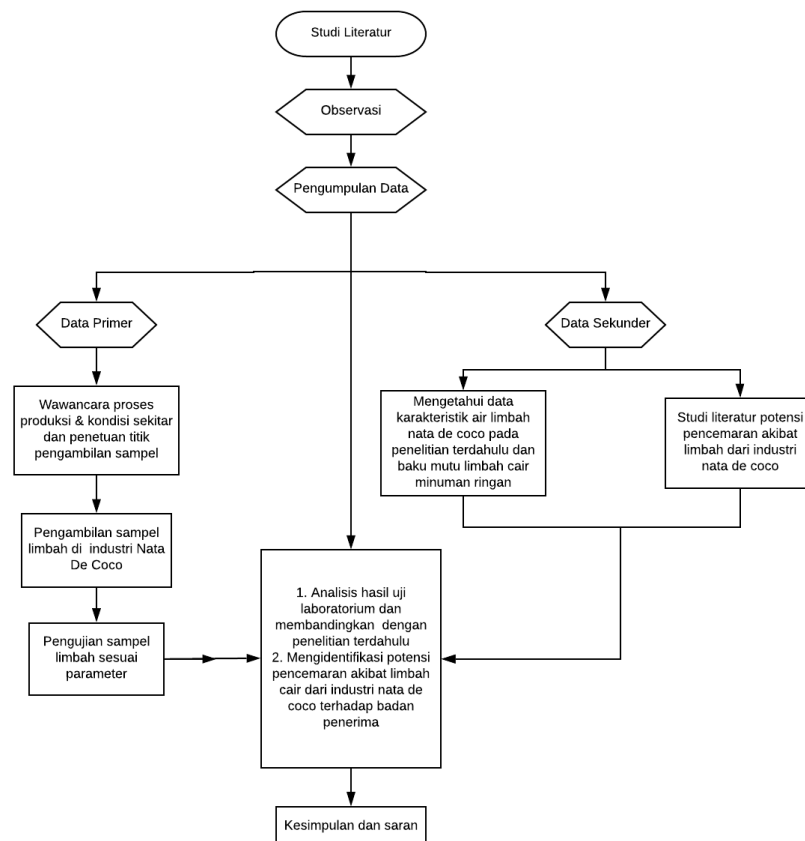 Studi Literatur
Observasi
Pengumpulan Data
Data Primer
Data Sekunder
Wawancara proses
produksi & kondisi sekitar
dan penetuan titik
pengambilan sampel
Mengetahui data
karakteristik air limbah
nata de coco pada
penelitian terdahulu dan
baku mutu limbah cair
minuman ringan
Studi literatur potensi
pencemaran akibat
limbah dari industri
nata de coco
Pengambilan sampel
limbah di industri Nata
De Coco
Pengujian sampel
limbah sesuai
parameter
1. Analisis hasil uji
laboratorium dan
membandingkan dengan
penelitian terdahulu
2. Mengidentifikasi potensi
pencemaran akibat limbah
cair dari industri nata de
coco terhadap badan
penerima
Kesimpulan dan saran